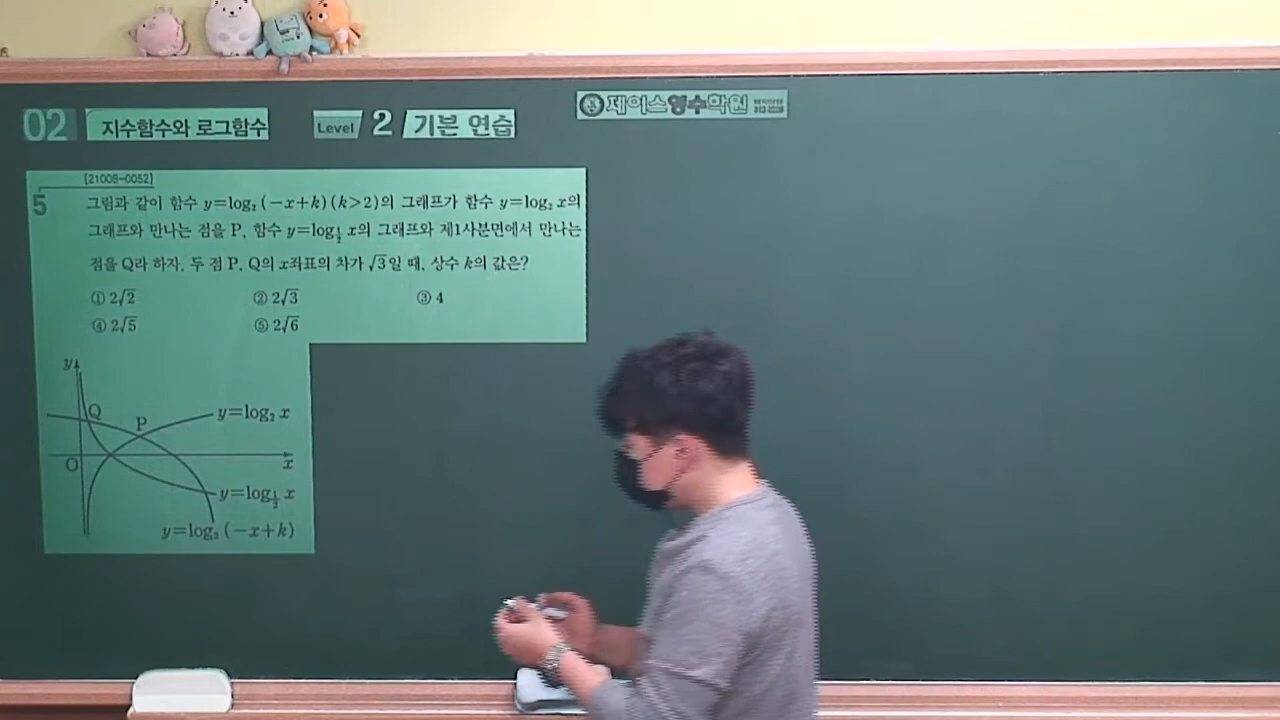 02 지수함수와 로그함수 Level 2 기본 연습
제이스영수학원
[21008-0052]
5 그림과 같이 함수 y=log₂(-x+k)(k>2)의 그래프가 함수 y=log₂ x의
그래프와 만나는 점을 P, 함수 y=log½ x의 그래프와 제1사분면에서 만나는
점을 Q라 하자. 두 점 P, Q의 x좌표의 차가 √3일 때, 상수 k의 값은?
① 2√2 ② 2√3 ③ 4
④ 2√5 ⑤ 2√6
y
Q P y=log₂ x
O x
y=log½ x
y=log₂(-x+k)